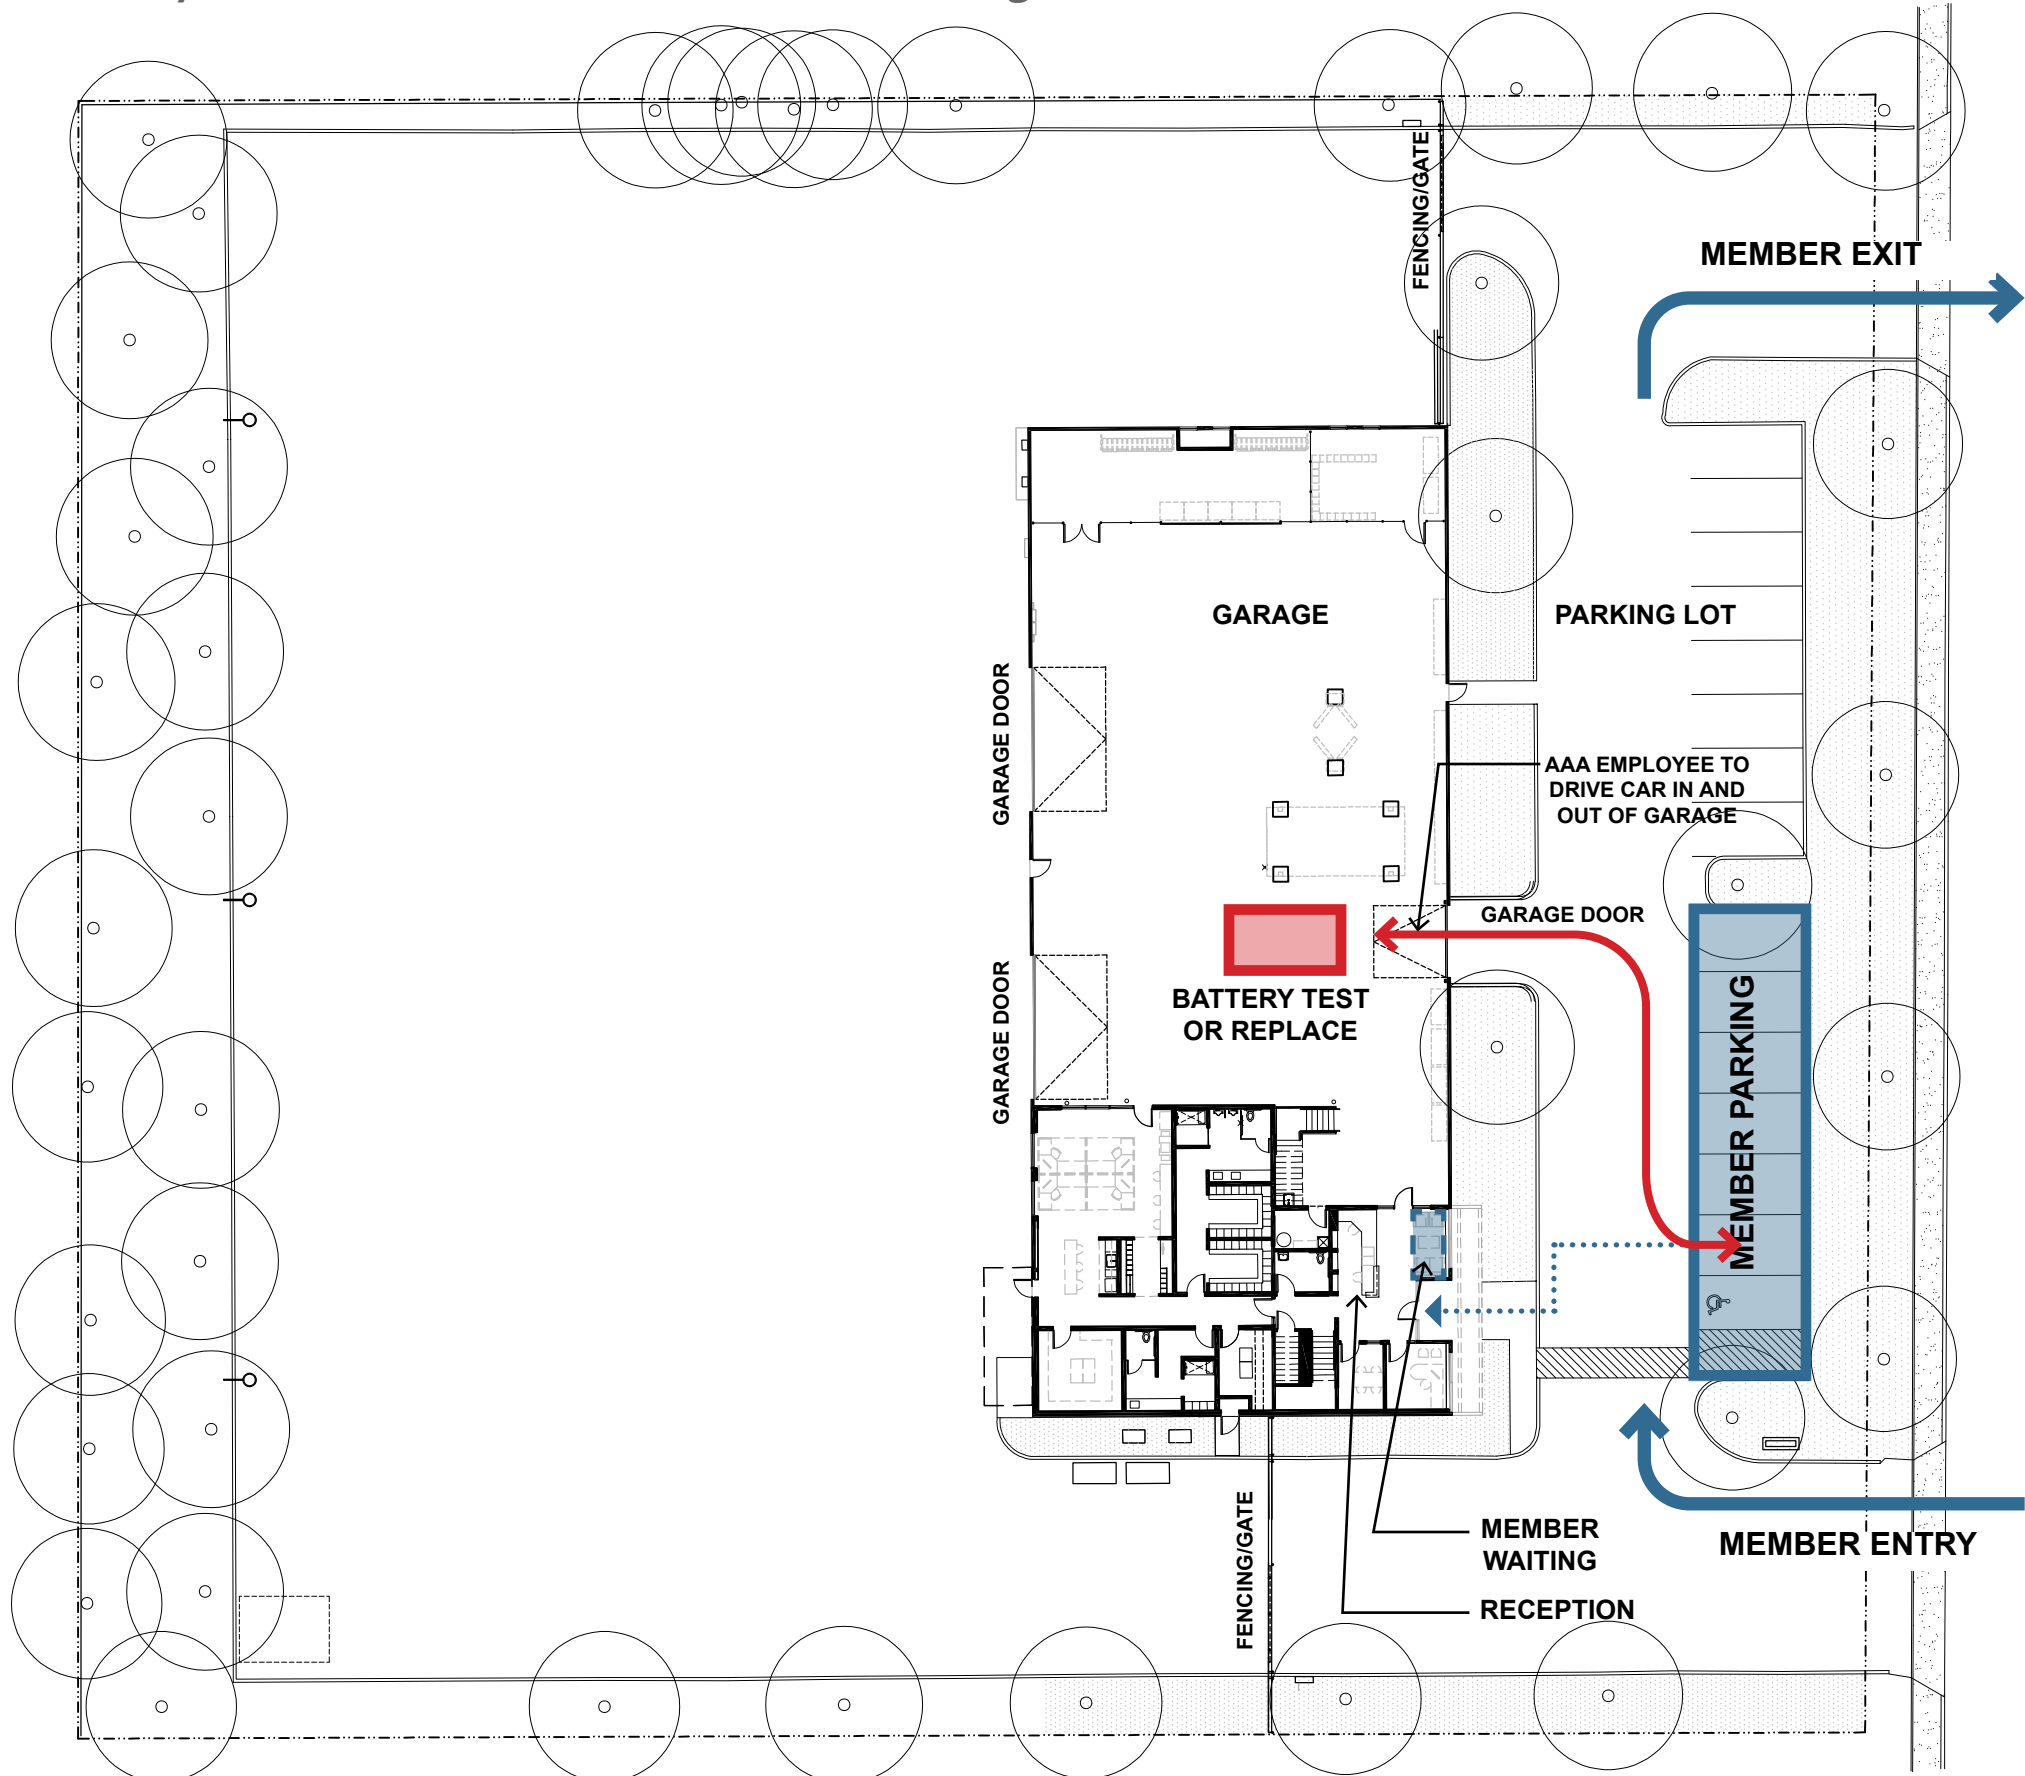 FENCING/GATE
MEMBER EXIT
GARAGE
PARKING LOT
GARAGE DOOR
AAA EMPLOYEE TO
DRIVE CAR IN AND
OUT OF GARAGE
GARAGE DOOR
MEMBER PARKING
BATTERY TEST
OR REPLACE
GARAGE DOOR
MEMBER
WAITING
MEMBER ENTRY
RECEPTION
FENCING/GATE